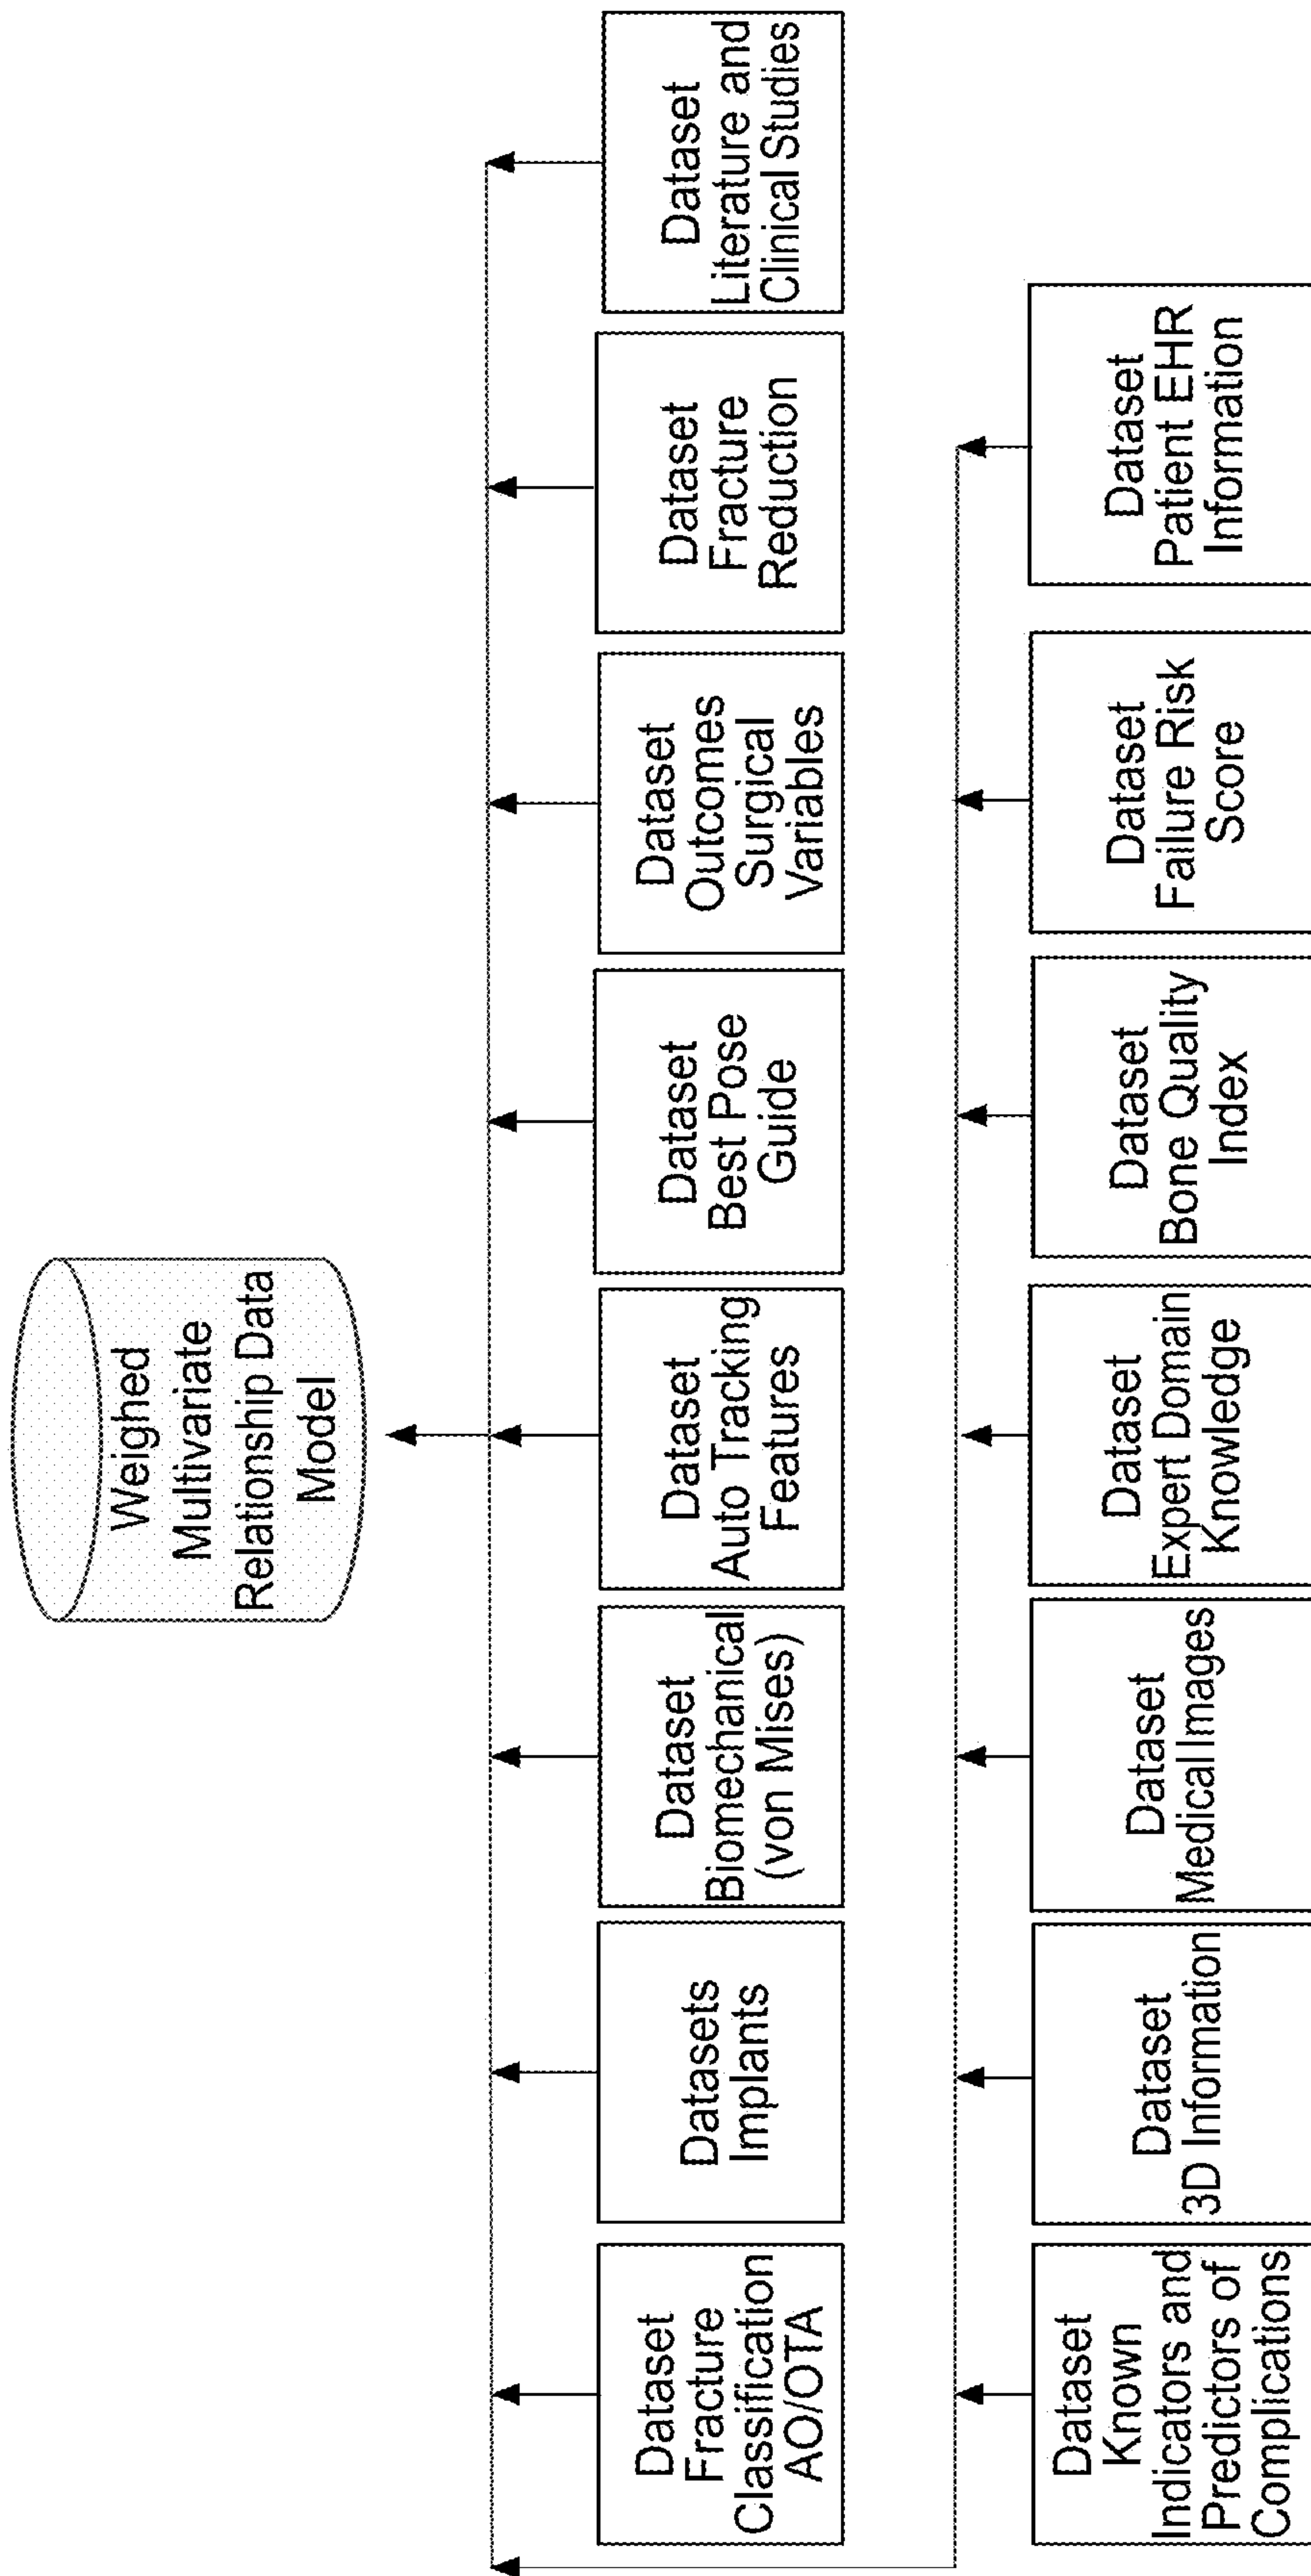 Weighed
Multivariate
Relationship Data
Model
Dataset
Fracture
Classification
AO/OTA
Datasets
Implants
Dataset
Biomechanical
(von Mises)
Dataset
Auto Tracking
Features
Dataset
Best Pose
Guide
Dataset
Outcomes
Surgical
Variables
Dataset
Fracture
Reduction
Dataset
Literature and
Clinical Studies
Dataset
Known
Indicators and
Predictors of
Complications
Dataset
3D Information
Dataset
Medical Images
Dataset
Expert Domain
Knowledge
Dataset
Bone Quality
Index
Dataset
Failure Risk
Score
Dataset
Patient EHR
Information